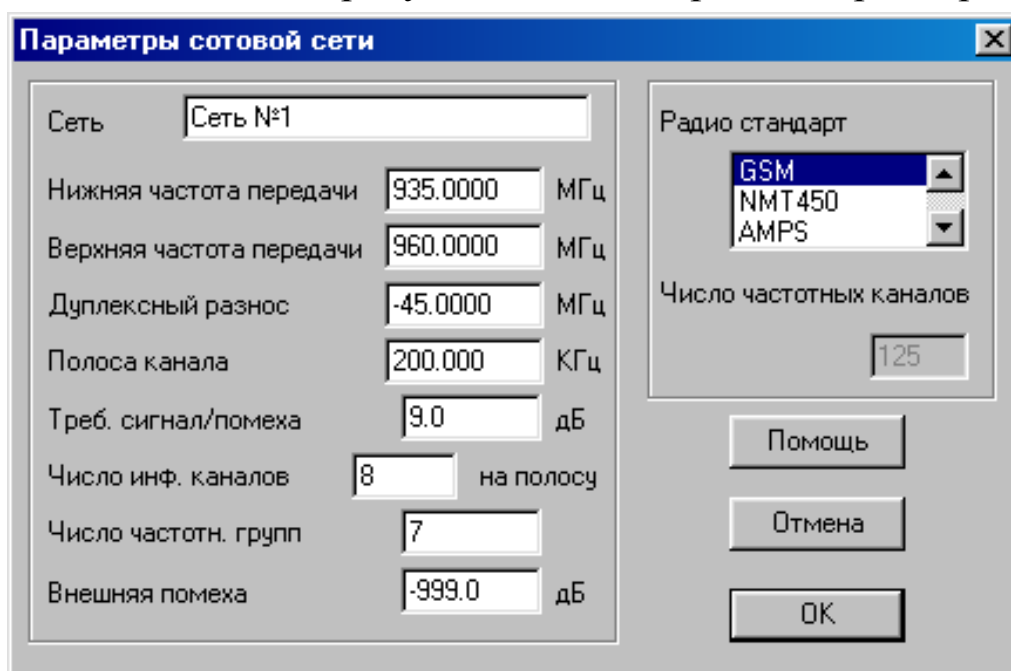 Параметры сотовой сети
Сеть Сеть №1
Нижняя частота передачи 935.0000 МГц
Верхняя частота передачи 960.0000 МГц
Дуплексный разнос -45.0000 МГц
Полоса канала 200.000 КГц
Треб. сигнал/помеха 9.0 дБ
Число инф. каналов 8 на полосу
Число частотн. групп 7
Внешняя помеха -999.0 дБ
Радио стандарт
GSM
NMT450
AMPS
Число частотных каналов
125
Помощь
Отмена
OK